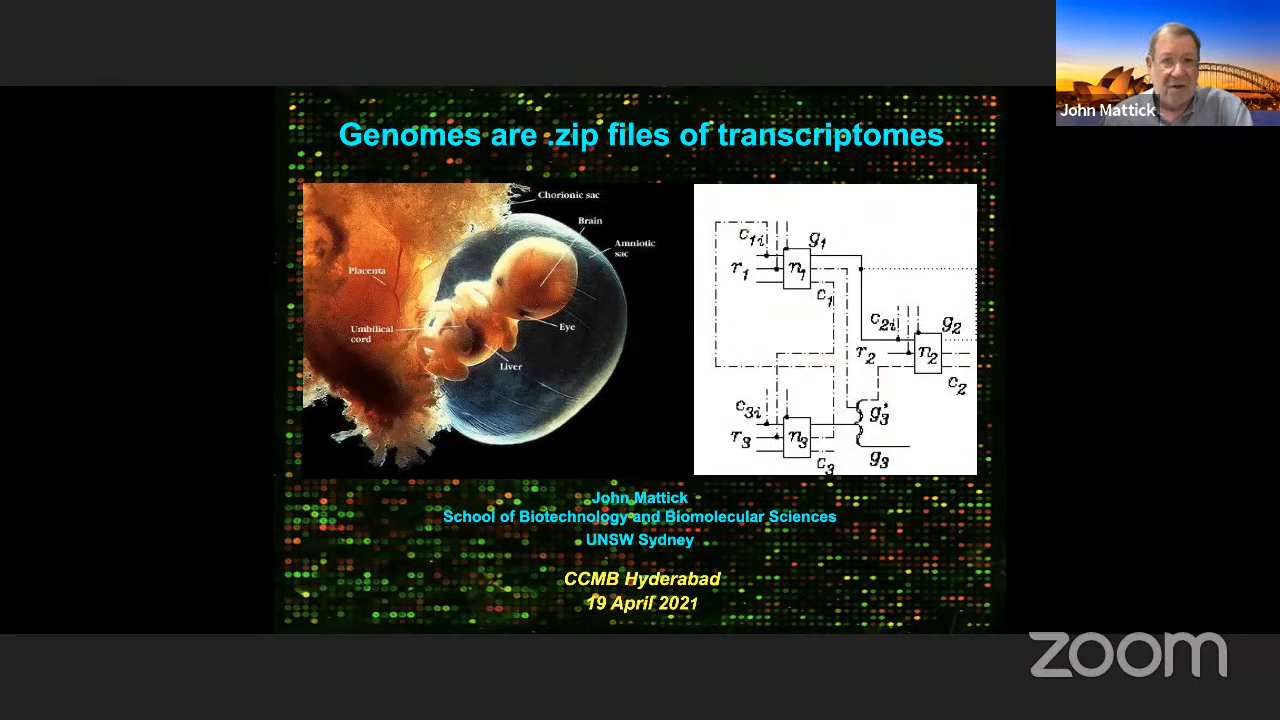 John Mattick
Genomes are .zip files of transcriptomes
Chorionic sac
Brain
Amniotic
sac
Placenta
Umbilical
cord
Eye
Liver
c1i
g1
r1
n1
c1
c2i
g2
r2
n2
c2
c3i
g3'
r3
n3
g3
c3
John Mattick
School of Biotechnology and Biomolecular Sciences
UNSW Sydney
CCMB Hyderabad
19 April 2021
zoom